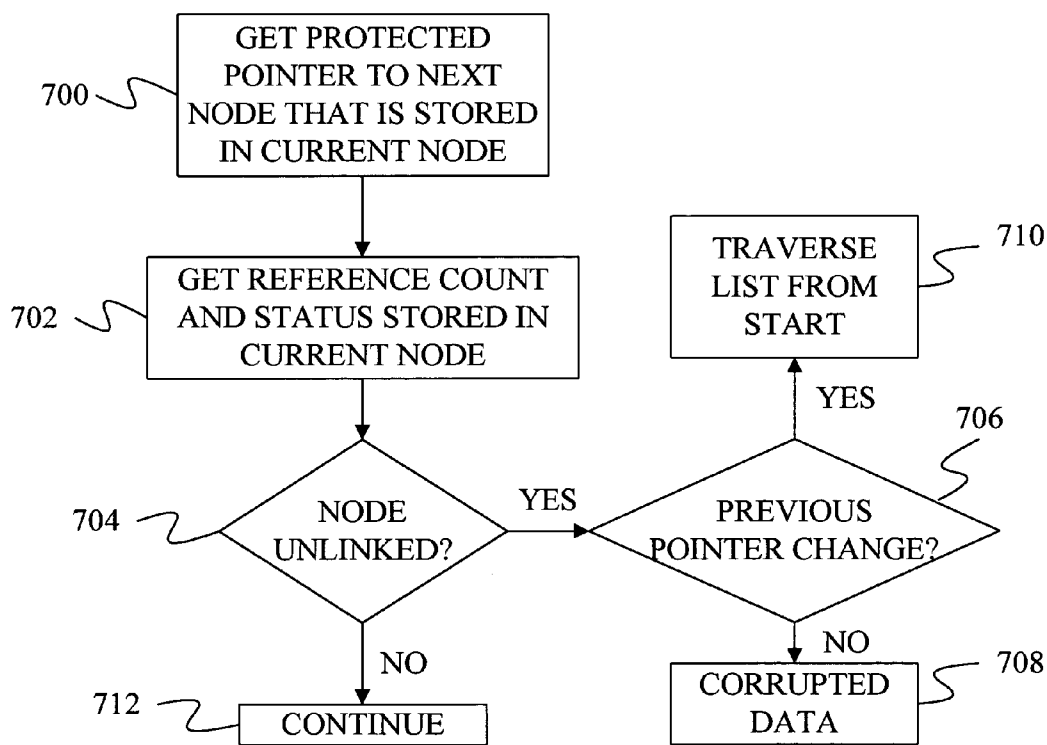 GET PROTECTED
POINTER TO NEXT
NODE THAT IS STORED
IN CURRENT NODE
700
GET REFERENCE COUNT
AND STATUS STORED IN
CURRENT NODE
702
TRAVERSE
LIST FROM
START
710
YES
706
NODE
UNLINKED?
704
YES
PREVIOUS
POINTER CHANGE?
NO
NO
712
CONTINUE
CORRUPTED
DATA
708